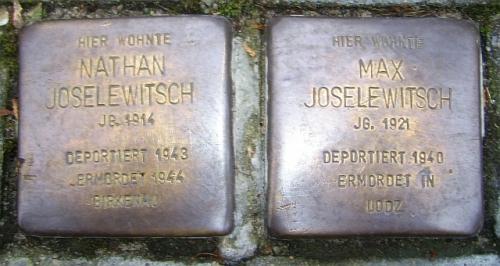 HIER WOHNTE
NATHAN
JOSELEWITSCH
JG. 1914
DEPORTIERT 1943
ERMORDET 1944
BIRKENAU
HIER WOHNTE
MAX
JOSELEWITSCH
JG. 1921
DEPORTIERT 1940
ERMORDET IN
LODZ